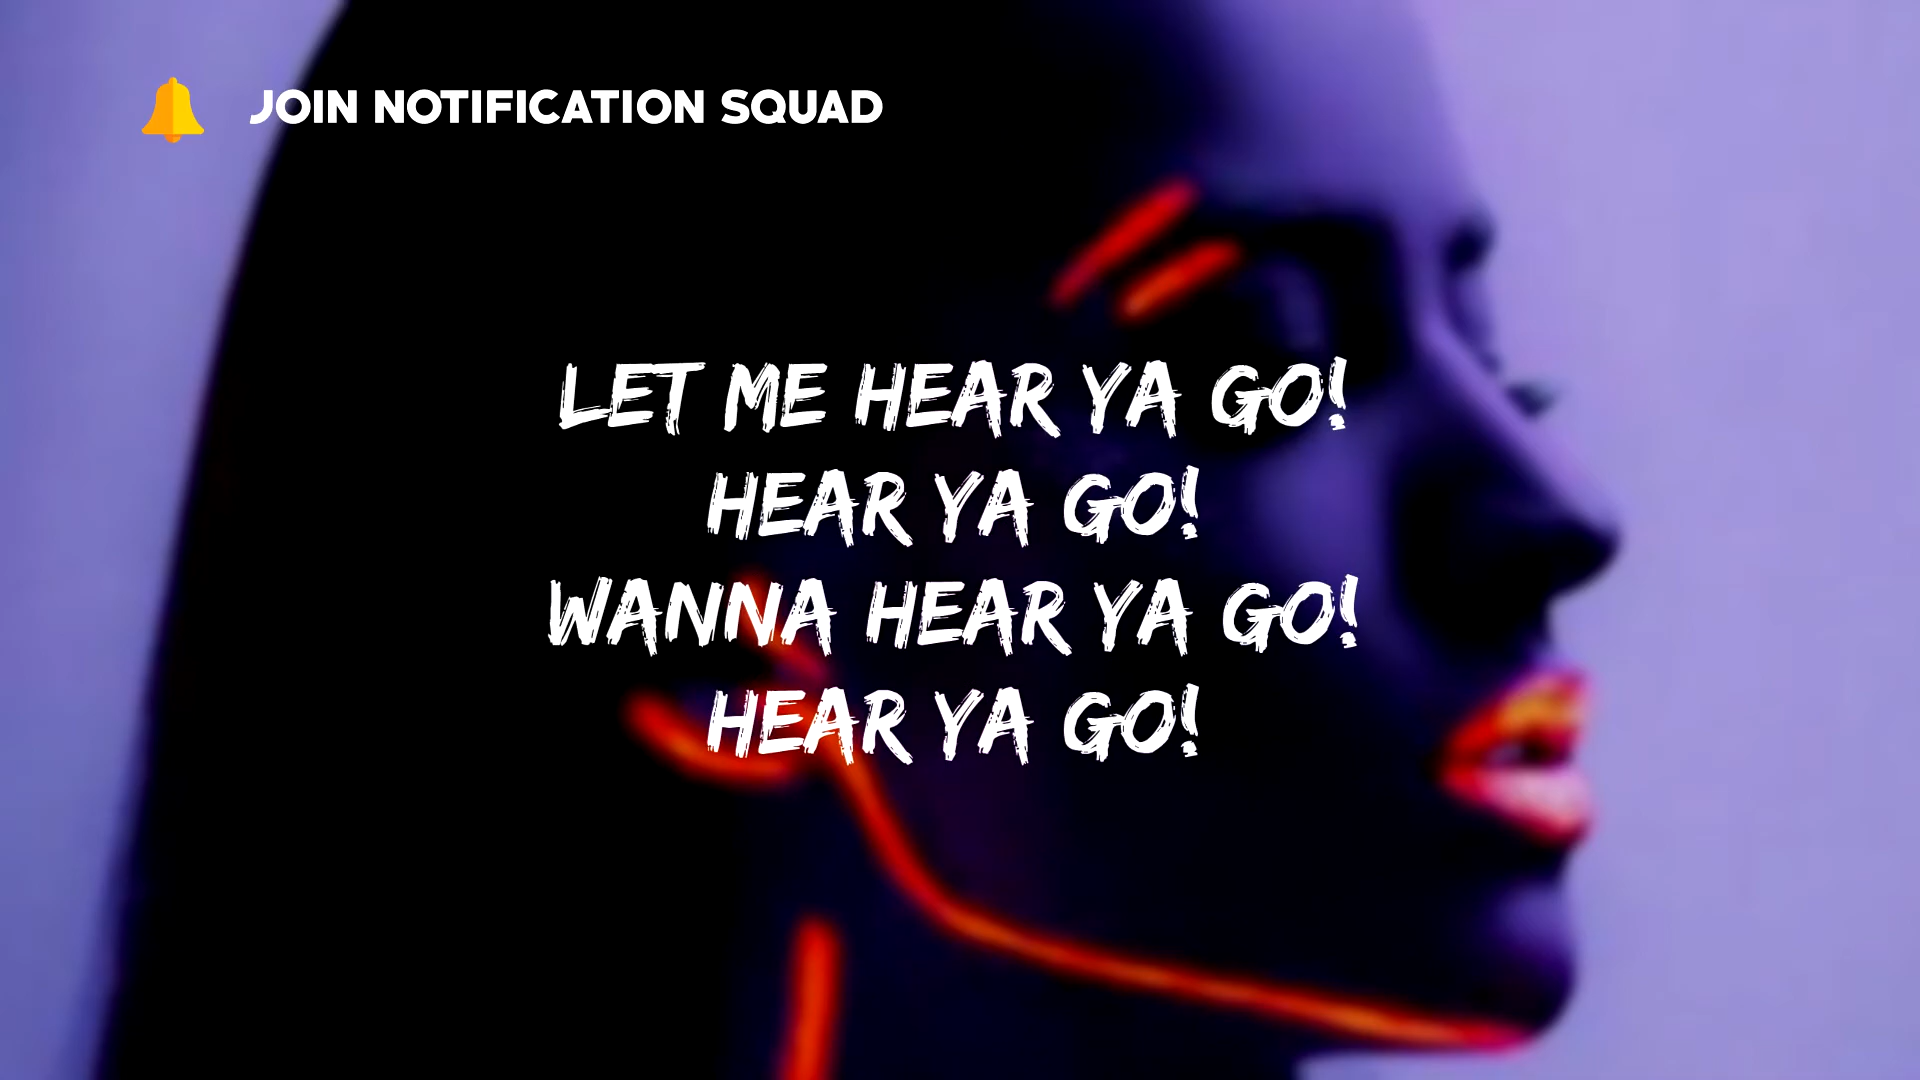 JOIN NOTIFICATION SQUAD
LET ME HEAR YA GO!
HEAR YA GO!
WANNA HEAR YA GO!
HEAR YA GO!